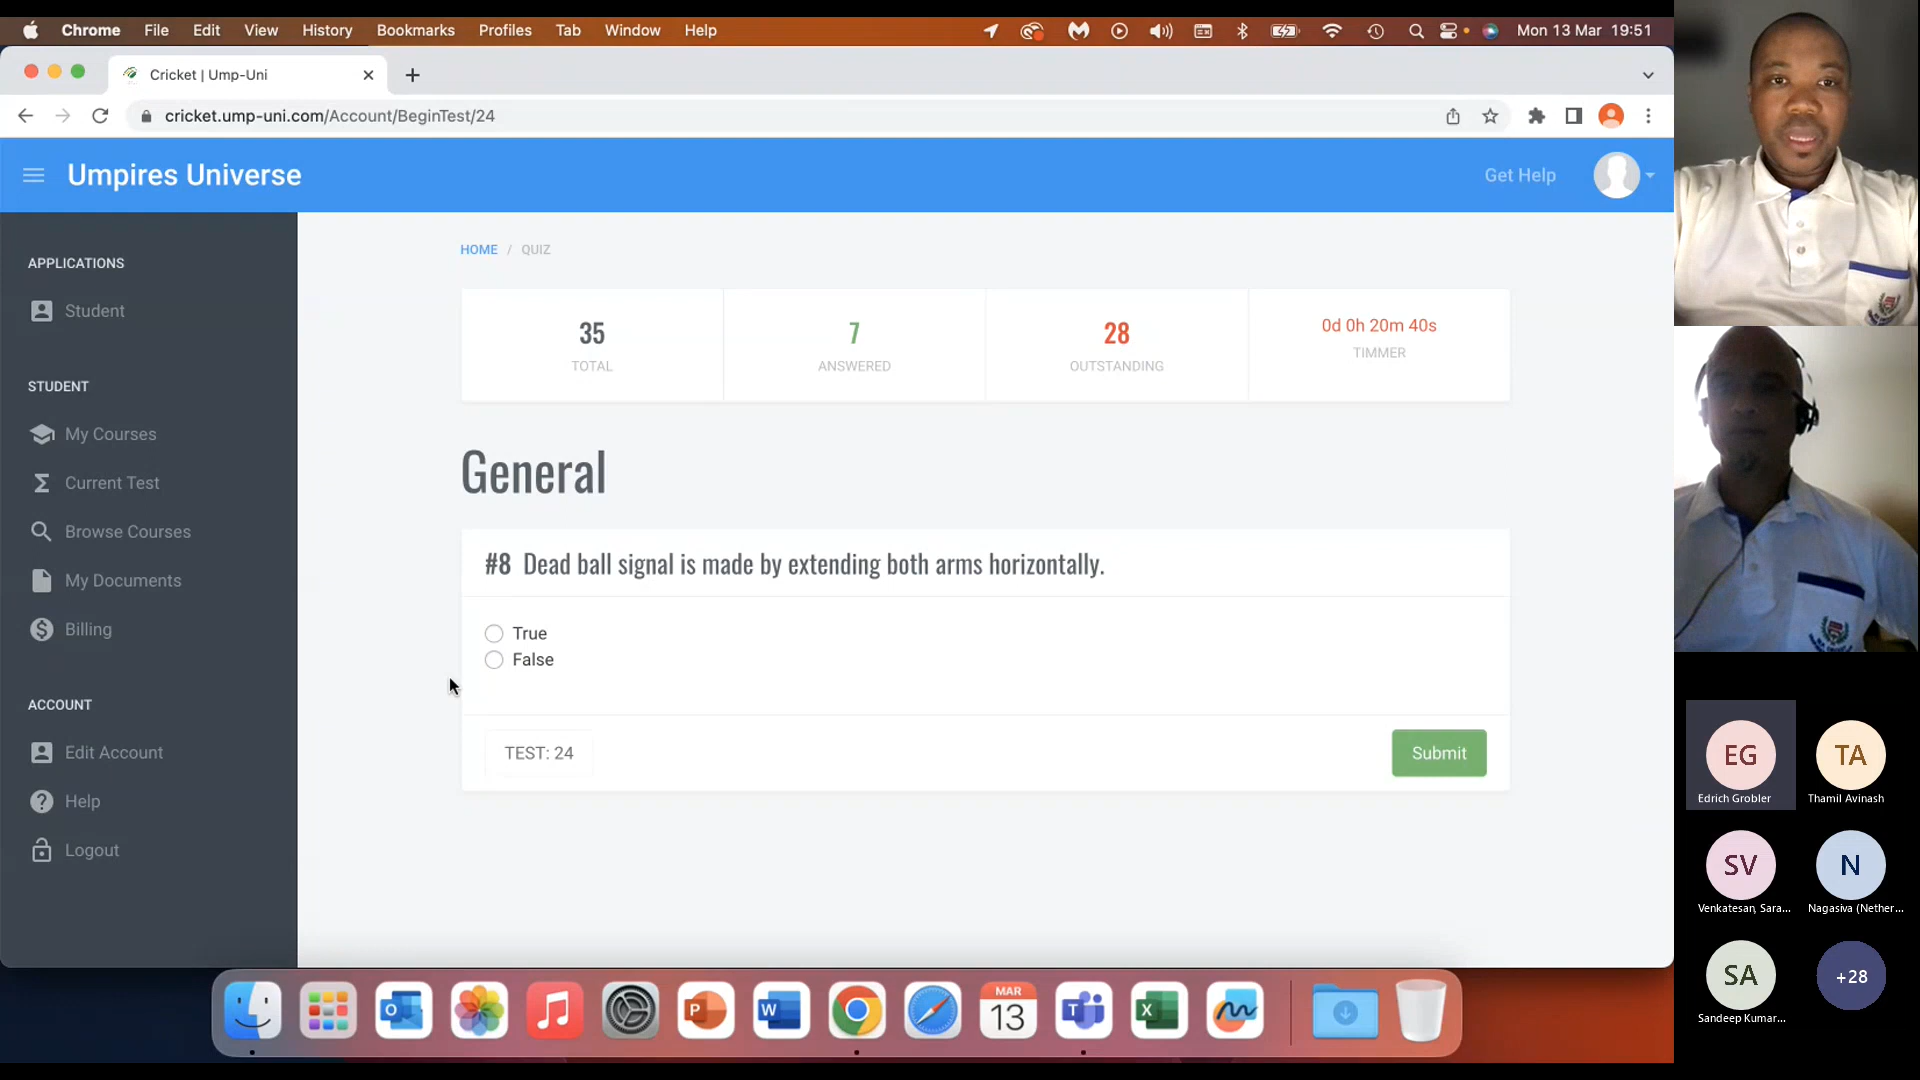 Chrome File Edit View History Bookmarks Profiles Tab Window Help Mon 13 Mar 19:51
Cricket | Ump-Uni
cricket.ump-uni.com/Account/BeginTest/24
Umpires Universe
Get Help
APPLICATIONS
Student
STUDENT
My Courses
Current Test
Browse Courses
My Documents
Billing
ACCOUNT
Edit Account
Help
Logout
HOME / QUIZ
35
TOTAL
7
ANSWERED
28
OUTSTANDING
0d 0h 20m 40s
TIMMER
General
#8 Dead ball signal is made by extending both arms horizontally.
True
False
TEST: 24
Submit
MAR
13
EG
Edrich Grobler
TA
Thamil Avinash
SV
Venkatesan, Sara...
N
Nagasiva (Nether...
SA
Sandeep Kumar...
+28